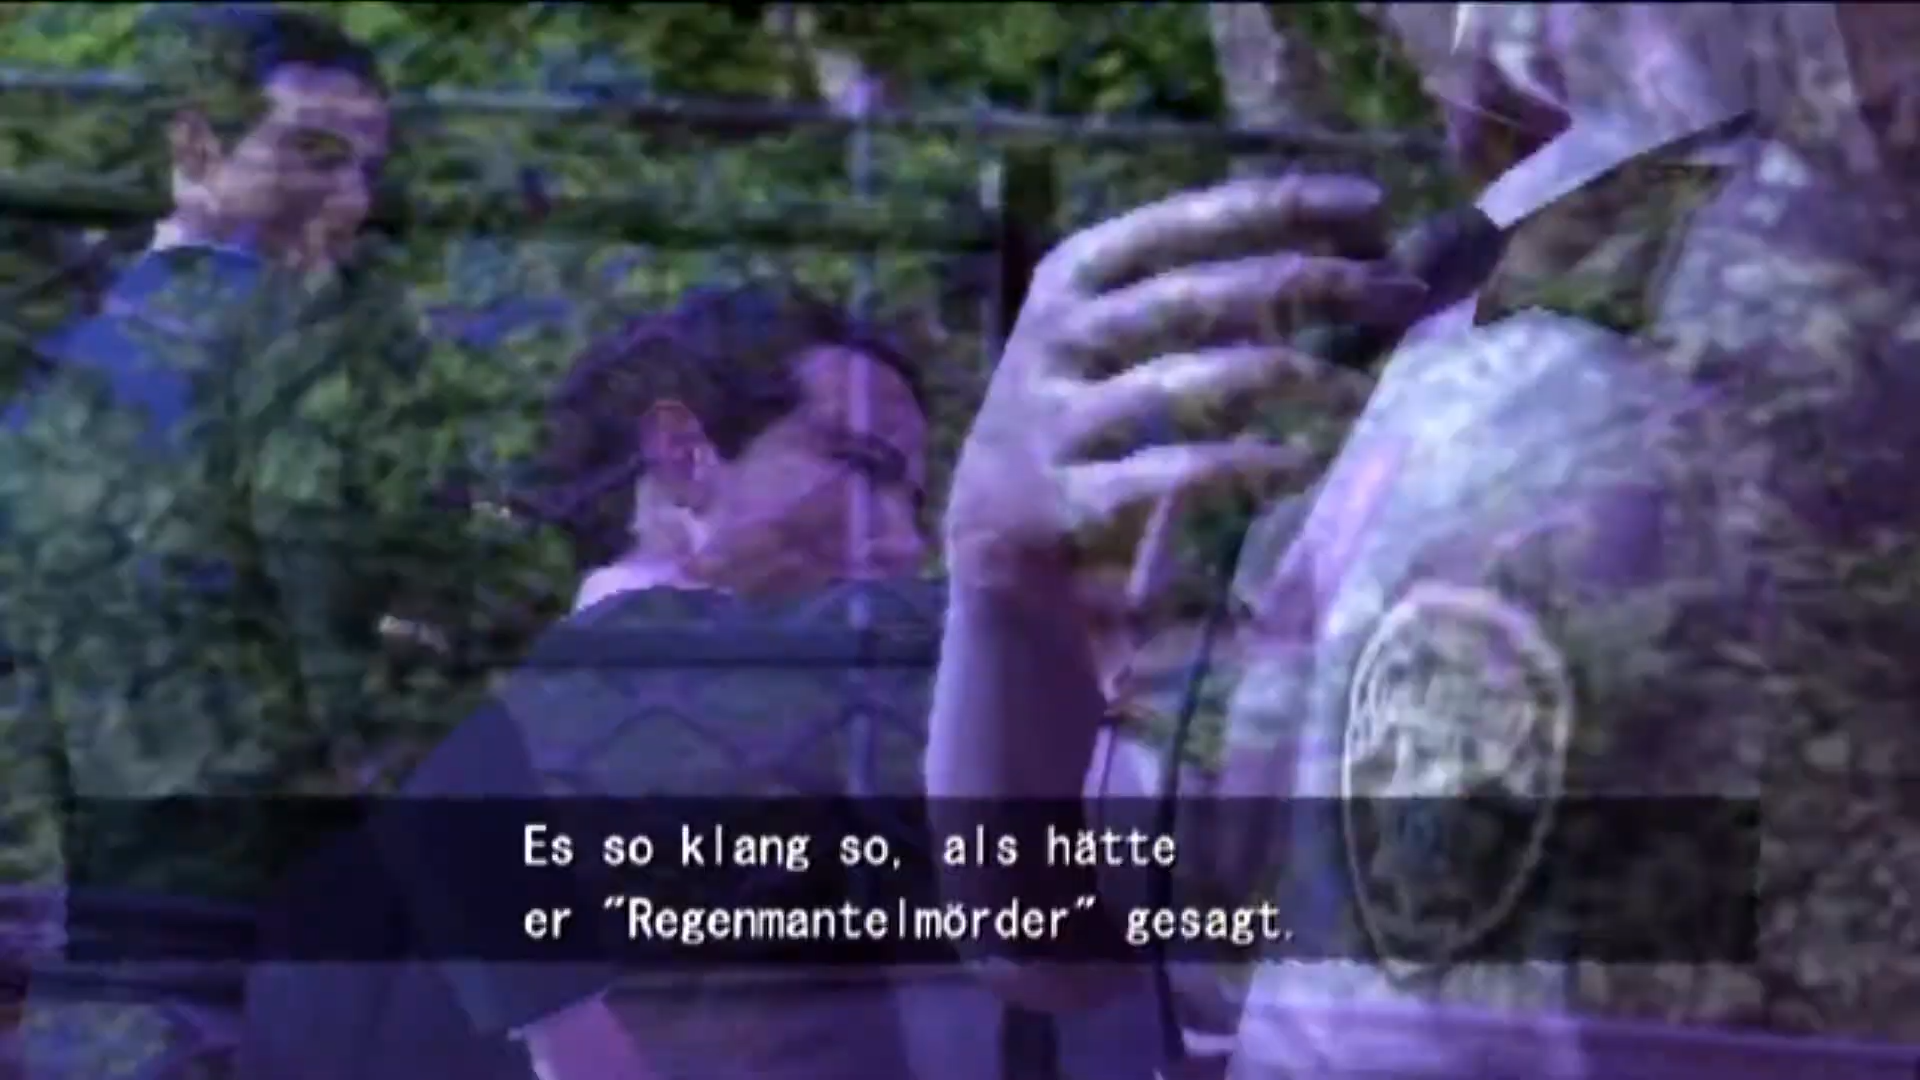 Es so klang so, als hätte
er "Regenmantelmörder" gesagt.